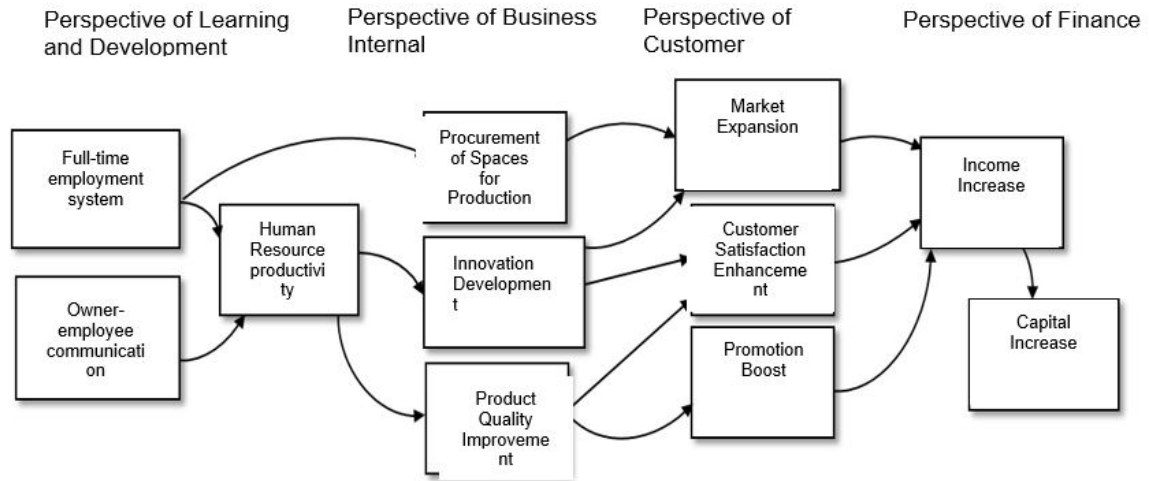 Perspective of Learning
and Development
Perspective of Business
Internal
Perspective of
Customer
Perspective of Finance
Full-time
employment
system
Owner-
employee
communicati
on
Human
Resource
productivi
ty
Procurement
of Spaces
for
Production
Innovation
Developmen
t
Product
Quality
Improveme
nt
Market
Expansion
Customer
Satisfaction
Enhanceme
nt
Promotion
Boost
Income
Increase
Capital
Increase